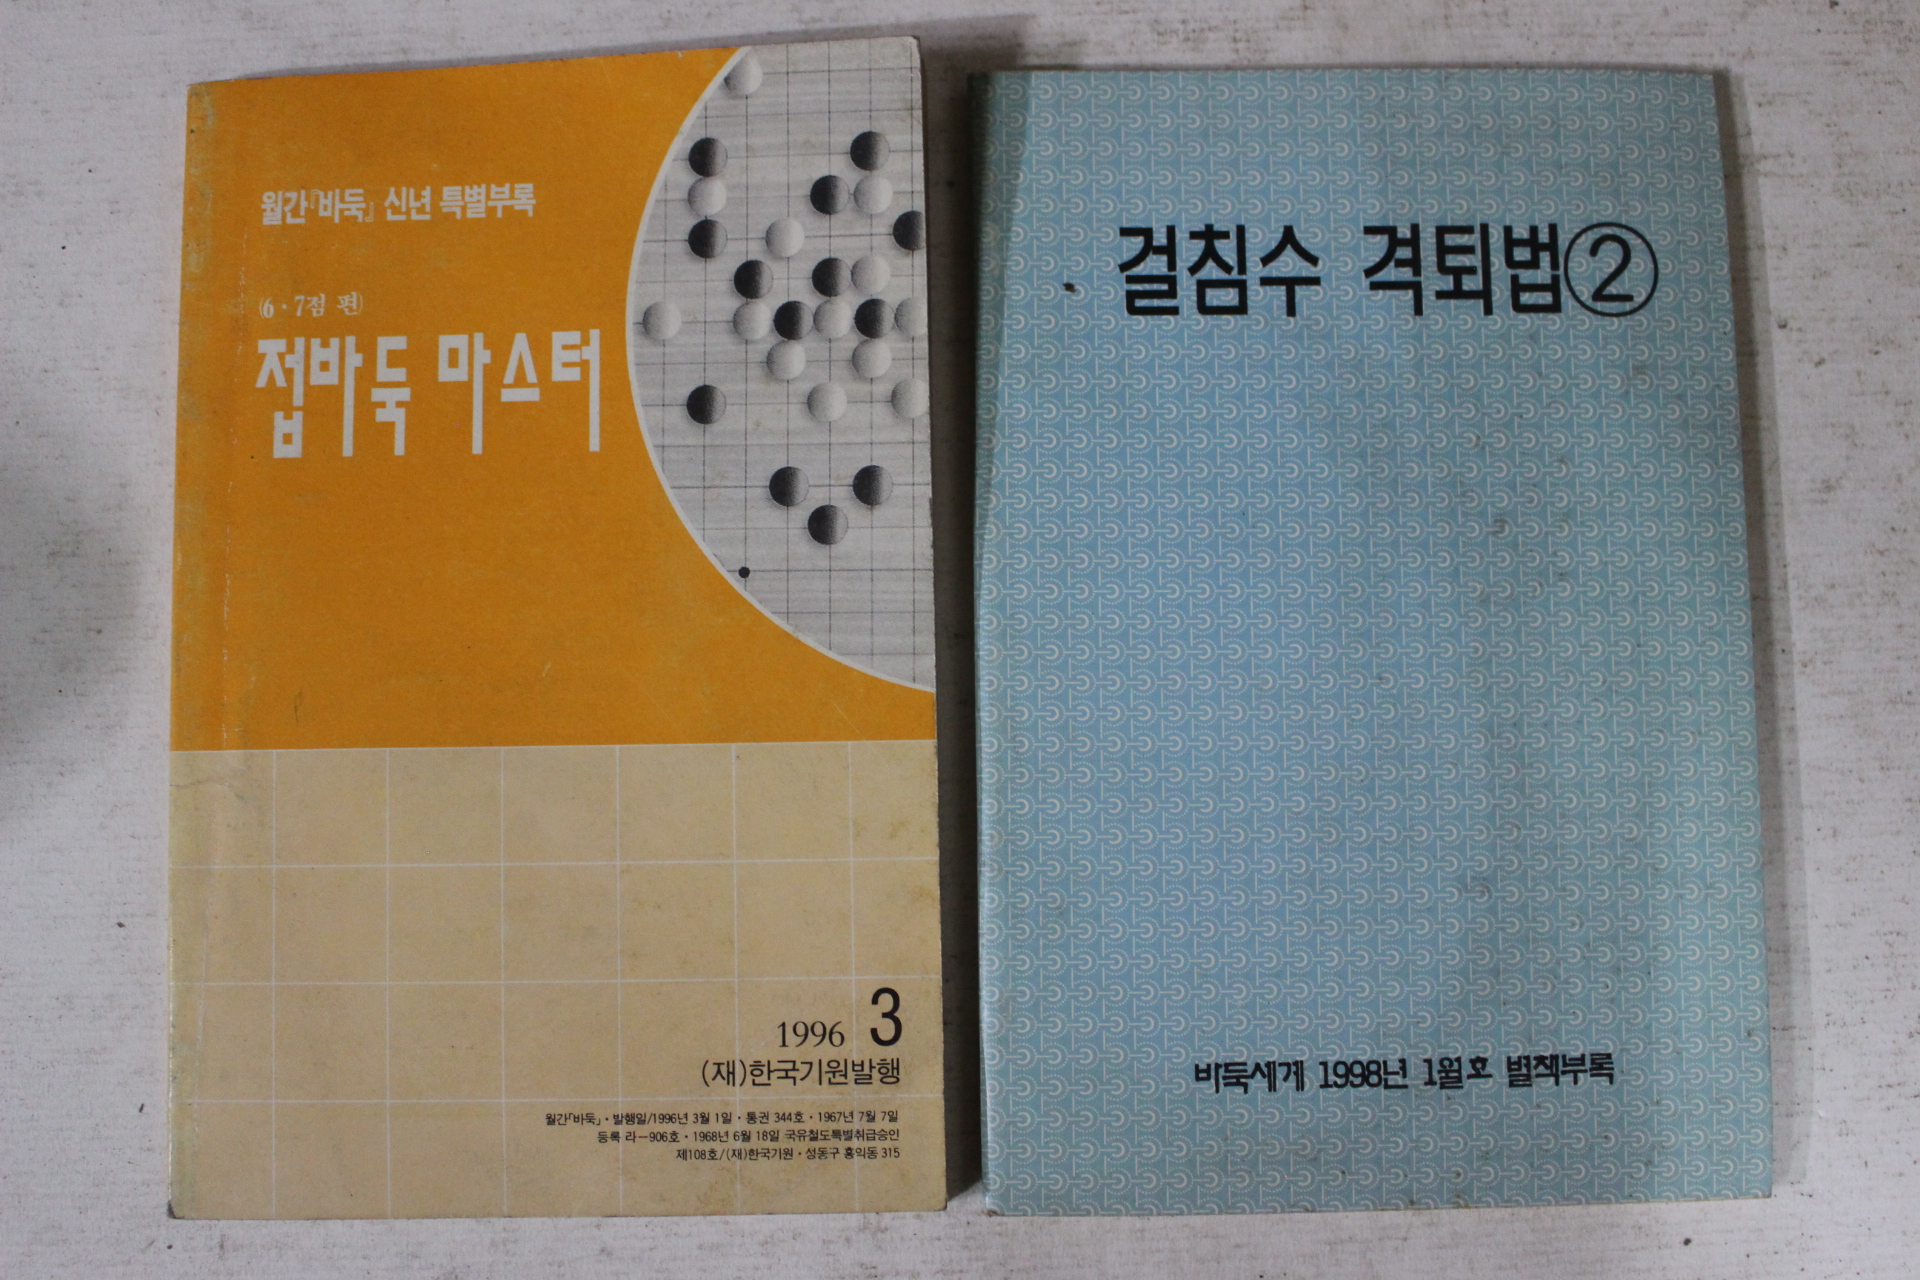 월간『바둑』 신년 특별부록
(6·7점 편)
접바둑 마스터
1996 3
(재)한국기원발행
월간「바둑」·발행일/1996년 3월 1일·통권 344호·1967년 7월 7일
등록 라-906호·1968년 6월 18일 국유철도특별취급승인
제108호/(재)한국기원·성동구 홍익동 315
걸침수 격퇴법②
바둑세계 1998년 1월호 별책부록